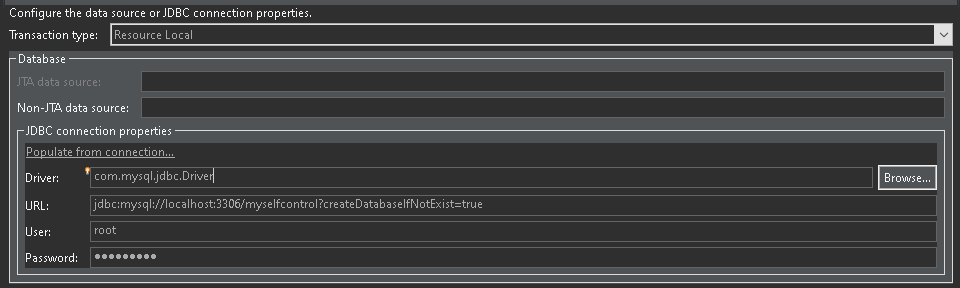 Configure the data source or JDBC connection properties.
Transaction type: Resource Local
Database
JTA data source:
Non-JTA data source:
JDBC connection properties
Populate from connection...
Driver: com.mysql.jdbc.Driver Browse...
URL: jdbc:mysql://localhost:3306/myselfcontrol?createDatabaseIfNotExist=true
User: root
Password: ●●●●●●●●●